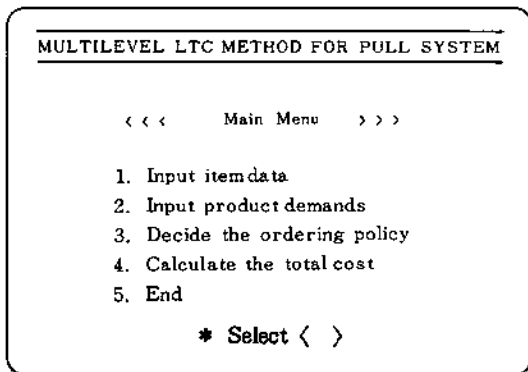 MULTILEVEL LTC METHOD FOR PULL SYSTEM
< < < Main Menu > > >
1. Input item data
2. Input product demands
3. Decide the ordering policy
4. Calculate the total cost
5. End
* Select < >